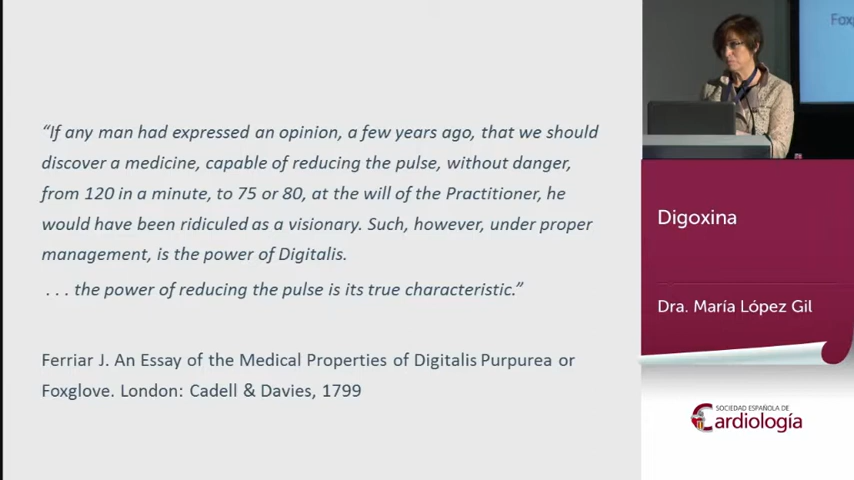 “If any man had expressed an opinion, a few years ago, that we should
discover a medicine, capable of reducing the pulse, without danger,
from 120 in a minute, to 75 or 80, at the will of the Practitioner, he
would have been ridiculed as a visionary. Such, however, under proper
management, is the power of Digitalis.
. . . the power of reducing the pulse is its true characteristic.”
Ferriar J. An Essay of the Medical Properties of Digitalis Purpurea or
Foxglove. London: Cadell & Davies, 1799
Digoxina
Dra. María López Gil
SOCIEDAD ESPAÑOLA DE
Cardiología